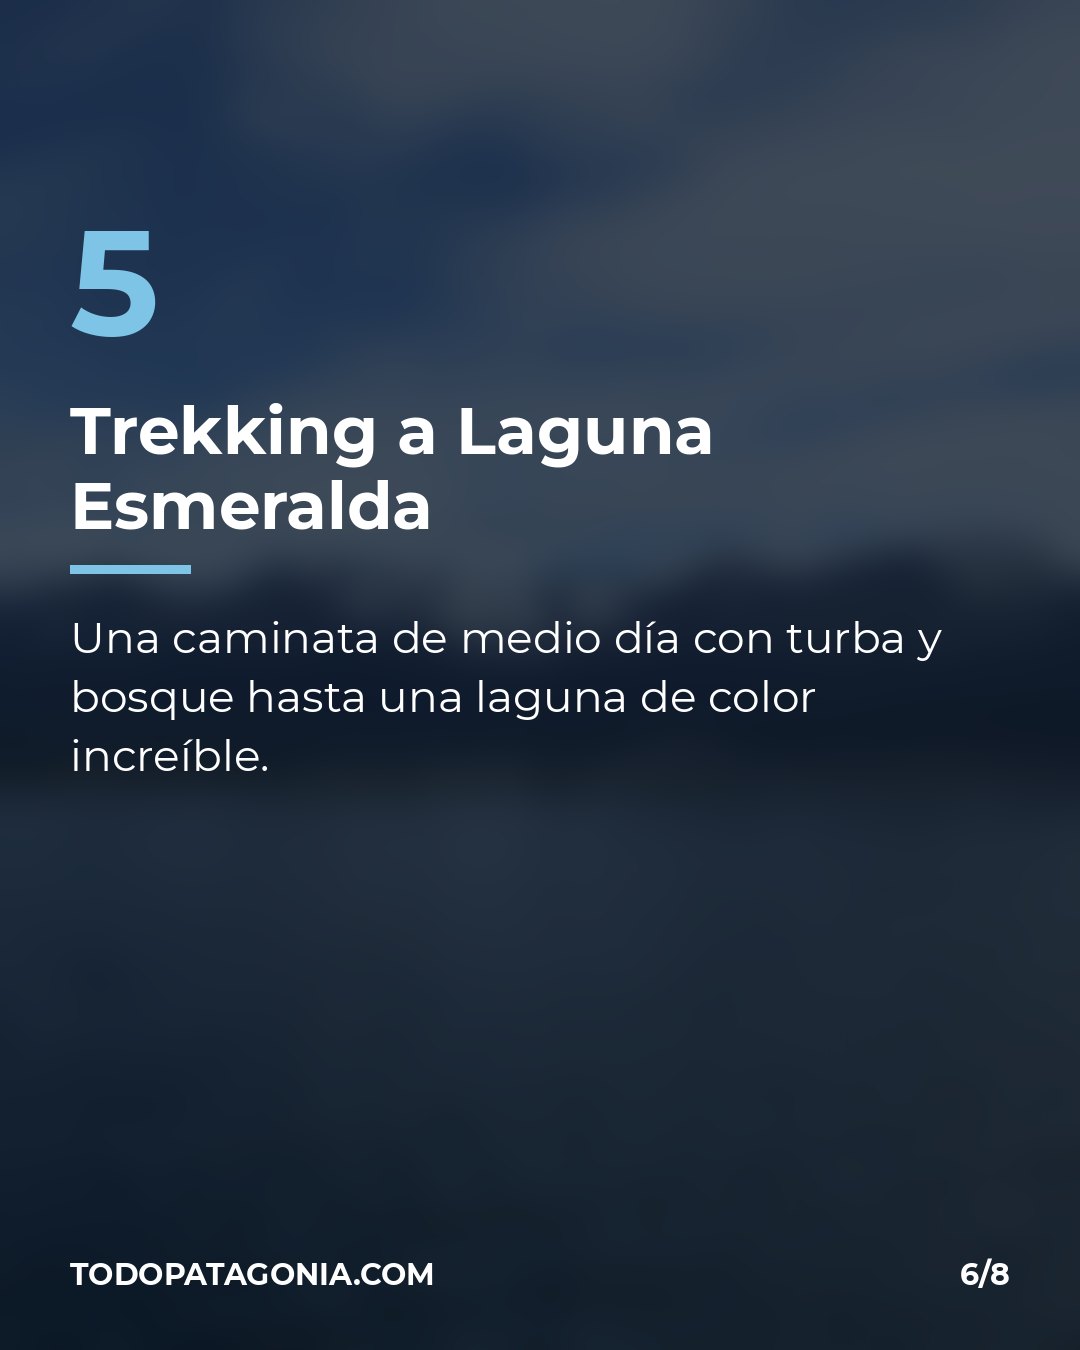 5
Trekking a Laguna
Esmeralda
Una caminata de medio día con turba y
bosque hasta una laguna de color
increíble.
TODOPATAGONIA.COM
6/8